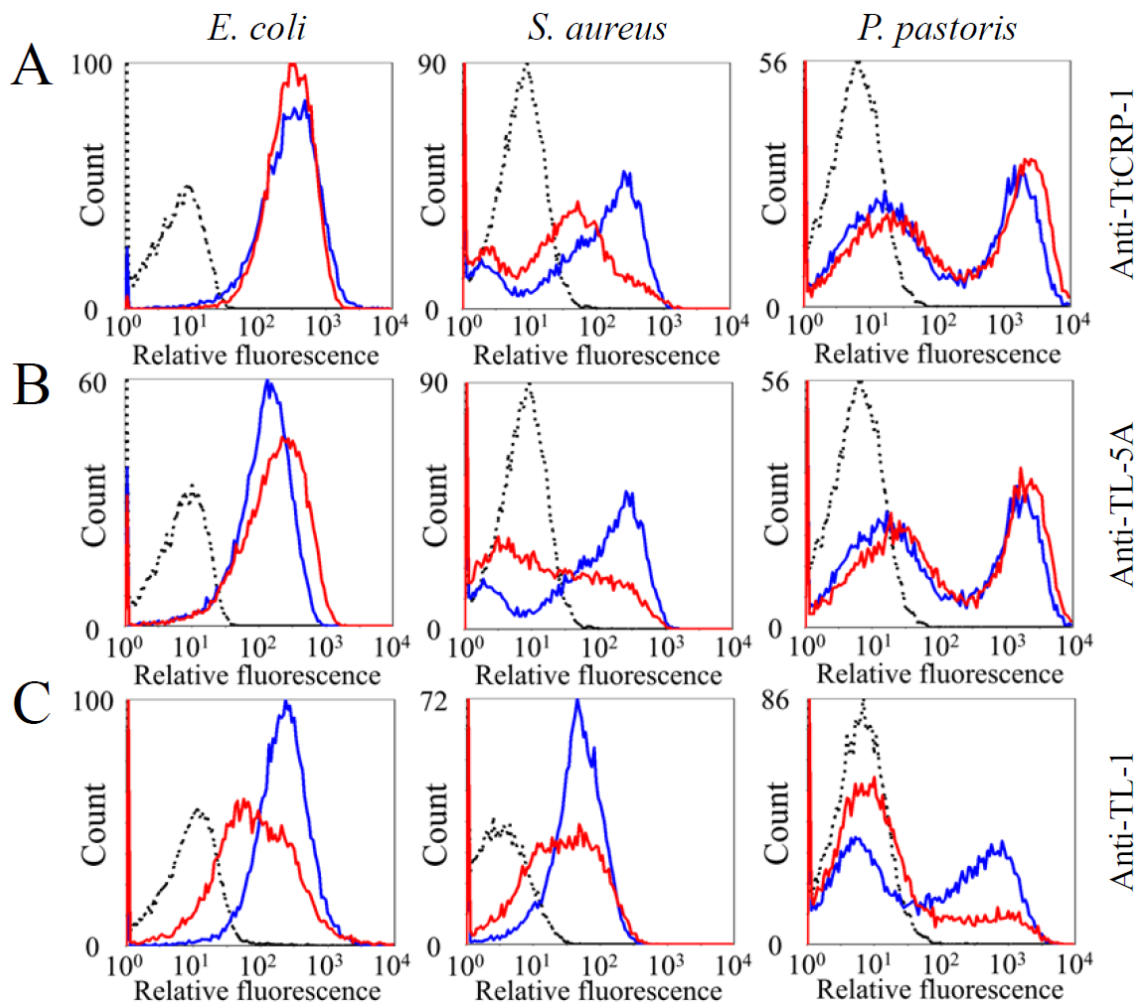 E. coli S. aureus P. pastoris
A
100 90 56
Count Count Count
0 0 0
10⁰ 10¹ 10² 10³ 10⁴ 10⁰ 10¹ 10² 10³ 10⁴ 10⁰ 10¹ 10² 10³ 10⁴
Relative fluorescence Relative fluorescence Relative fluorescence
Anti-TtCRP-1
B
60 90 56
Count Count Count
0 0 0
10⁰ 10¹ 10² 10³ 10⁴ 10⁰ 10¹ 10² 10³ 10⁴ 10⁰ 10¹ 10² 10³ 10⁴
Relative fluorescence Relative fluorescence Relative fluorescence
Anti-TL-5A
C
100 72 86
Count Count Count
0 0 0
10⁰ 10¹ 10² 10³ 10⁴ 10⁰ 10¹ 10² 10³ 10⁴ 10⁰ 10¹ 10² 10³ 10⁴
Relative fluorescence Relative fluorescence Relative fluorescence
Anti-TL-1